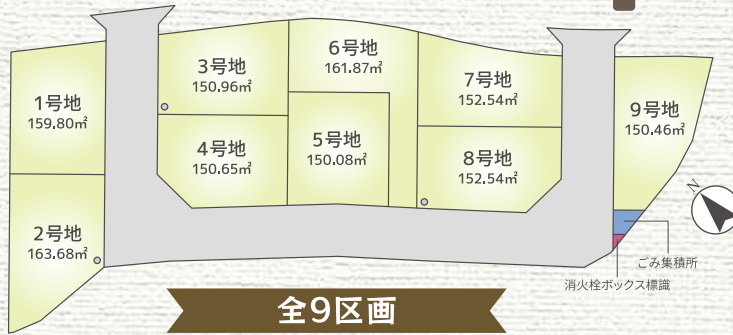 1号地
159.80㎡
2号地
163.68㎡
3号地
150.96㎡
4号地
150.65㎡
6号地
161.87㎡
5号地
150.08㎡
7号地
152.54㎡
8号地
152.54㎡
9号地
150.46㎡
N
ごみ集積所
消火栓ボックス標識
全9区画